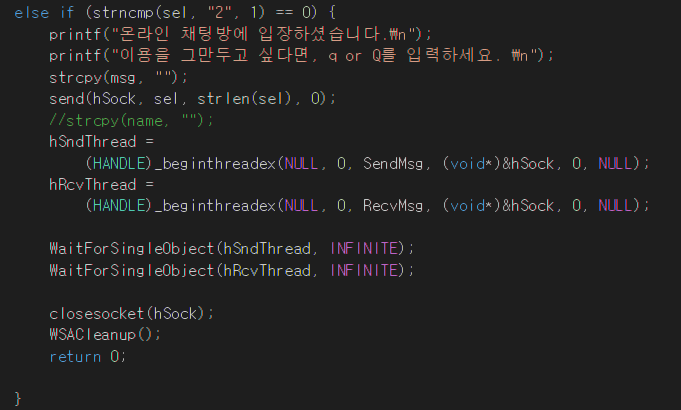 else if (strncmp(sel, "2", 1) == 0) {
printf("온라인 채팅방에 입장하셨습니다.₩n");
printf("이용을 그만두고 싶다면, q or Q를 입력하세요. ₩n");
strcpy(msg, "");
send(hSock, sel, strlen(sel), 0);
//strcpy(name, "");
hSndThread =
(HANDLE)_beginthreadex(NULL, 0, SendMsg, (void*)&hSock, 0, NULL);
hRcvThread =
(HANDLE)_beginthreadex(NULL, 0, RecvMsg, (void*)&hSock, 0, NULL);
WaitForSingleObject(hSndThread, INFINITE);
WaitForSingleObject(hRcvThread, INFINITE);
closesocket(hSock);
WSACleanup();
return 0;
}